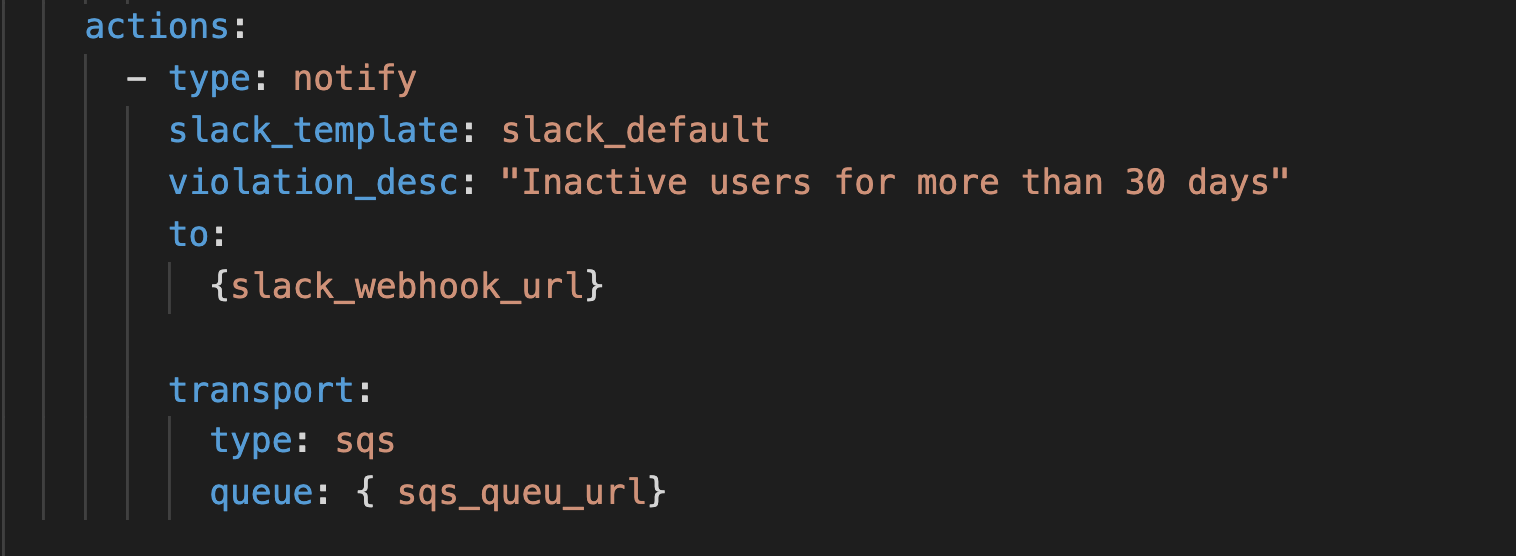 actions:
- type: notify
slack_template: slack_default
violation_desc: "Inactive users for more than 30 days"
to:
{slack_webhook_url}
transport:
type: sqs
queue: { sqs_queu_url}